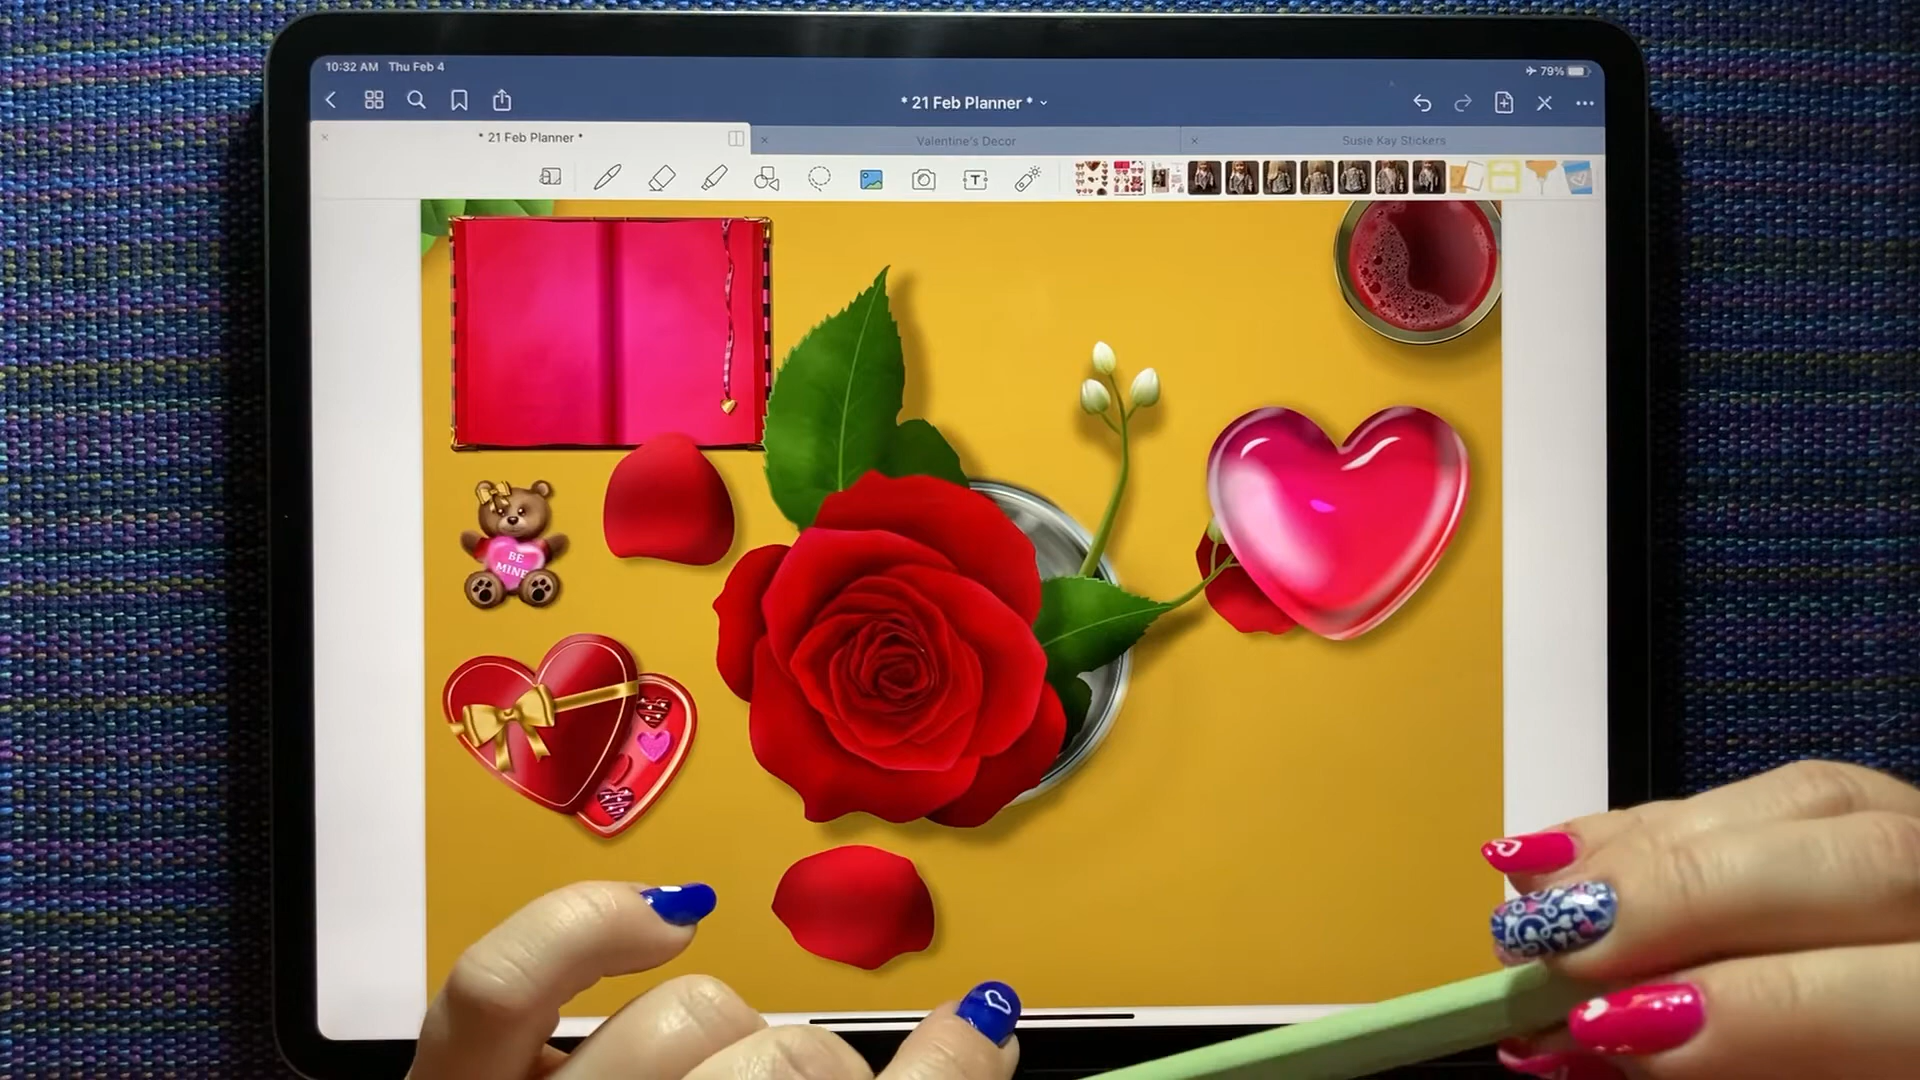 10:32 AM Thu Feb 4
79%
* 21 Feb Planner *
* 21 Feb Planner *
Valentine's Decor
Susie Kay Stickers
T
BE
MINE